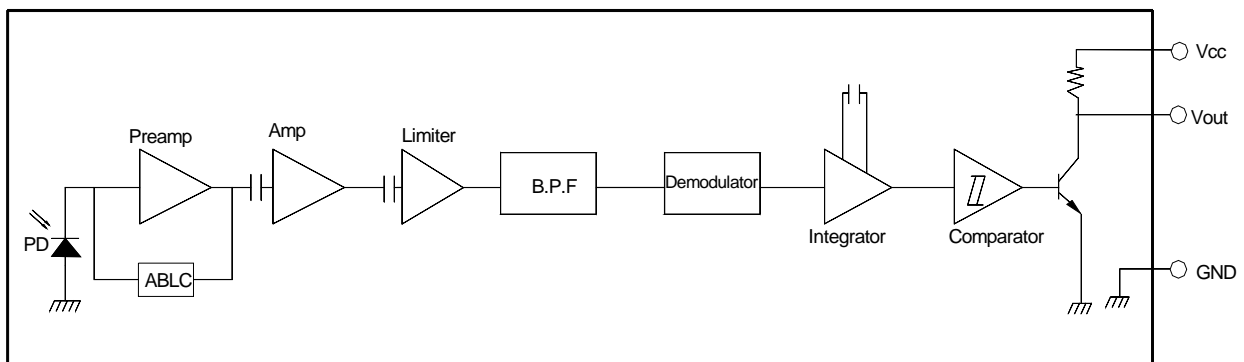 Preamp
Amp
Limiter
B.P.F
Demodulator
Integrator
Comparator
PD
ABLC
Vcc
Vout
GND